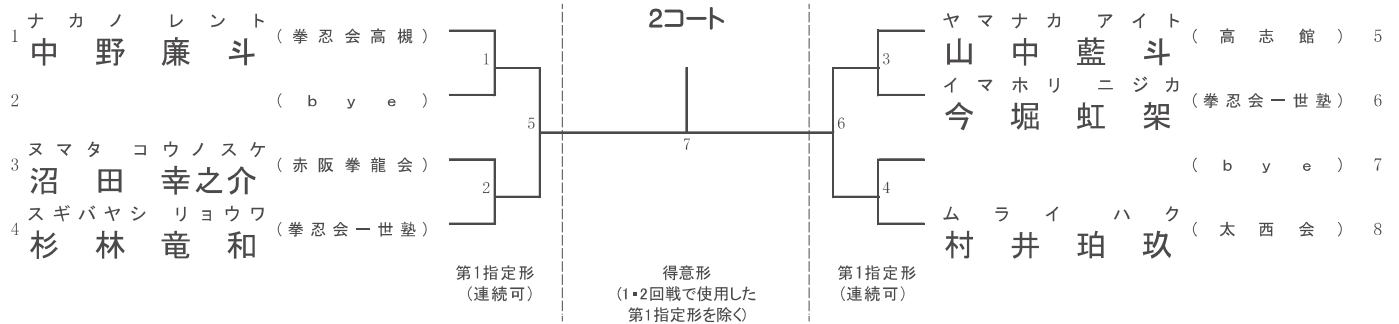 2コート
ナカノ レント
1 中野 廉斗 (拳忍会高槻)
2 (bye)
ヌマタ コウノスケ
3 沼田 幸之介 (赤阪拳龍会)
スギバヤシ リョウワ
4 杉林 竜和 (拳忍会一世塾)
1
2
5
7
6
3
4
ヤマナカ アイト
山中 藍斗 (高志館) 5
イマホリ ニジカ
今堀 虹架 (拳忍会一世塾) 6
(bye) 7
ムライ ハク
村井 珀玖 (太西会) 8
第1指定形
(連続可)
得意形
(1・2回戦で使用した
第1指定形を除く)
第1指定形
(連続可)